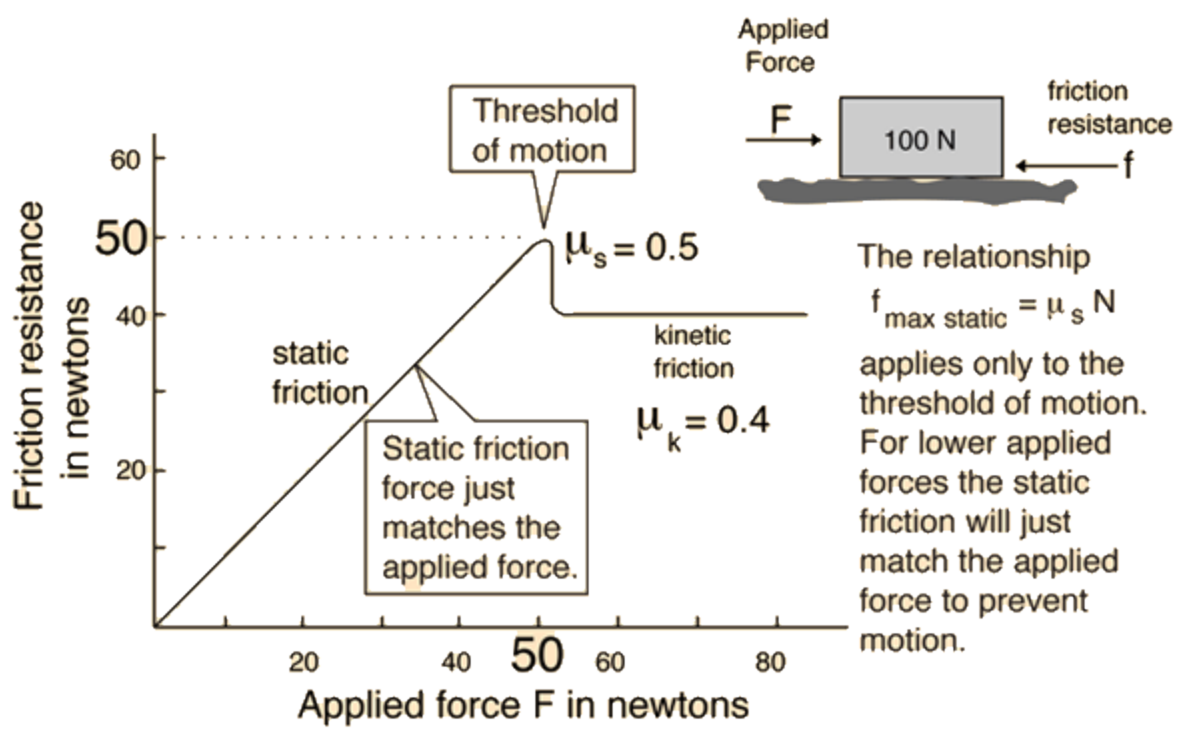 Applied
Force
F
100 N
friction
resistance
f
Threshold
of motion
60
50
40
20
Friction resistance
in newtons
μs = 0.5
static
friction
kinetic
friction
μk = 0.4
Static friction
force just
matches the
applied force.
20
40
50
60
80
Applied force F in newtons
The relationship
f max static = μ s N
applies only to the
threshold of motion.
For lower applied
forces the static
friction will just
match the applied
force to prevent
motion.